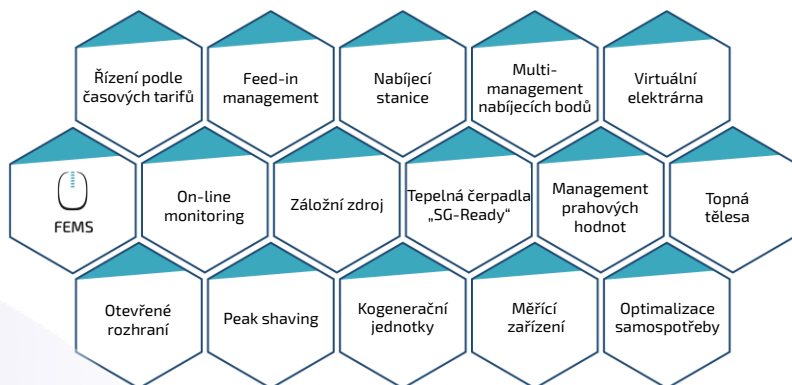 Řízení podle
časových tarifů
Feed-in
management
Nabíjecí
stanice
Multi-
management
nabíjecích bodů
Virtuální
elektrárna
FEMS
On-line
monitoring
Záložní zdroj
Tepelná čerpadla
„SG-Ready“
Management
prahových
hodnot
Topná
tělesa
Otevřené
rozhraní
Peak shaving
Kogenerační
jednotky
Měřící
zařízení
Optimalizace
samospotřeby